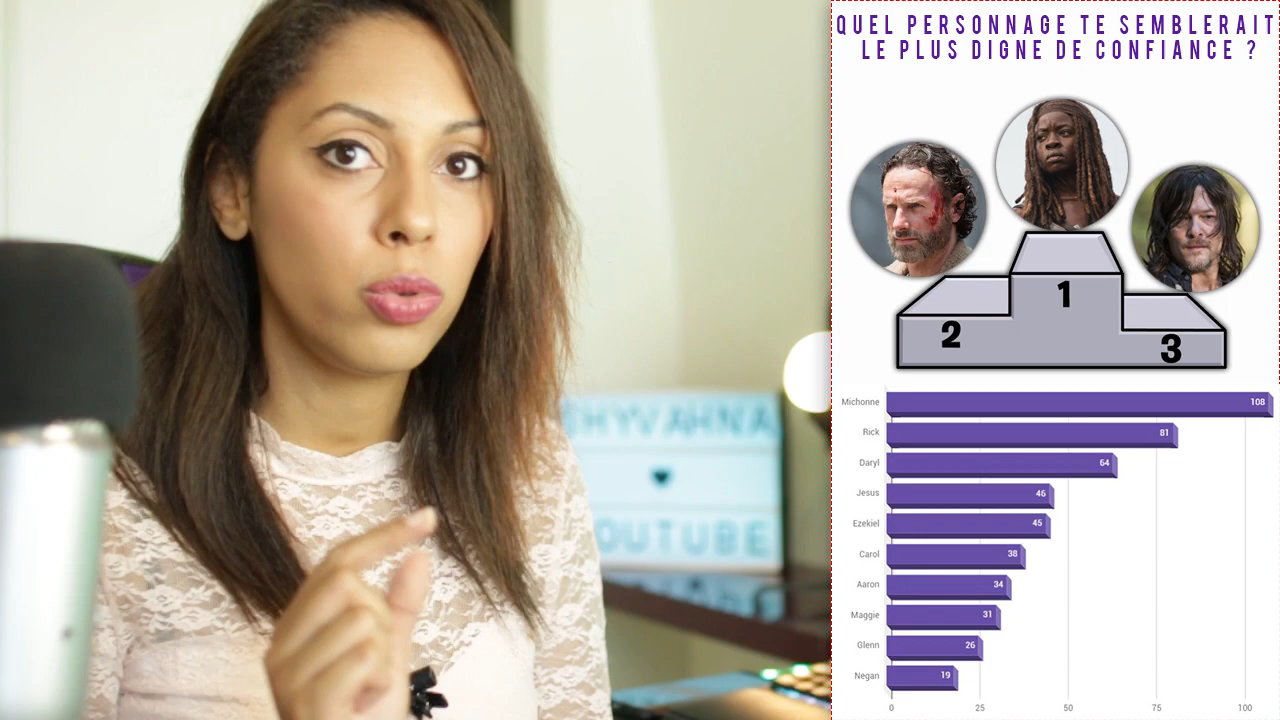 QUEL PERSONNAGE TE SEMBLERAIT
LE PLUS DIGNE DE CONFIANCE ?
1
2
3
Michonne 108
Rick 81
Daryl 64
Jesus 46
Ezekiel 45
Carol 38
Aaron 34
Maggie 31
Glenn 26
Negan 19
0 25 50 75 100
SHYVAHNA
YOUTUBE